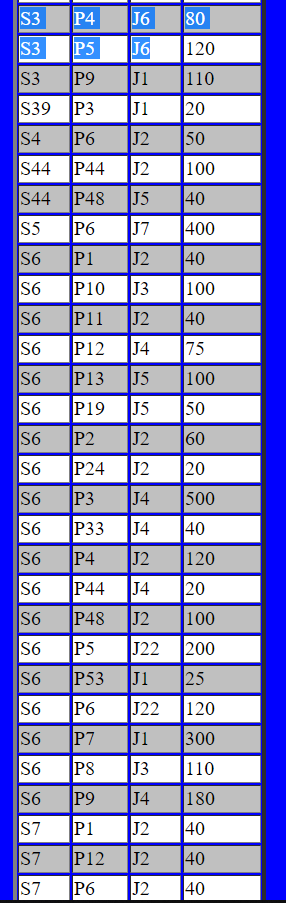 S3 P4 J6 80
S3 P5 J6 120
S3 P9 J1 110
S39 P3 J1 20
S4 P6 J2 50
S44 P44 J2 100
S44 P48 J5 40
S5 P6 J7 400
S6 P1 J2 40
S6 P10 J3 100
S6 P11 J2 40
S6 P12 J4 75
S6 P13 J5 100
S6 P19 J5 50
S6 P2 J2 60
S6 P24 J2 20
S6 P3 J4 500
S6 P33 J4 40
S6 P4 J2 120
S6 P44 J4 20
S6 P48 J2 100
S6 P5 J22 200
S6 P53 J1 25
S6 P6 J22 120
S6 P7 J1 300
S6 P8 J3 110
S6 P9 J4 180
S7 P1 J2 40
S7 P12 J2 40
S7 P6 J2 40